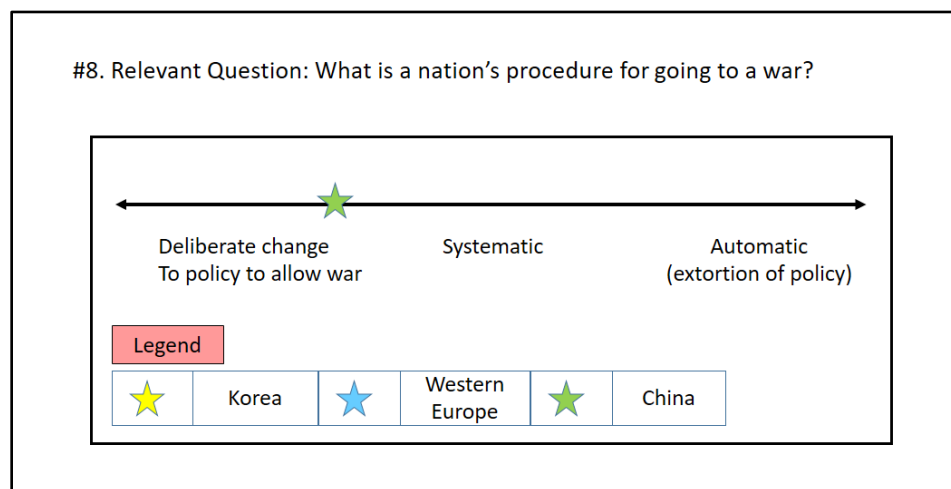 #8. Relevant Question: What is a nation’s procedure for going to a war?
Deliberate change
To policy to allow war
Systematic
Automatic
(extortion of policy)
Legend
Korea
Western
Europe
China